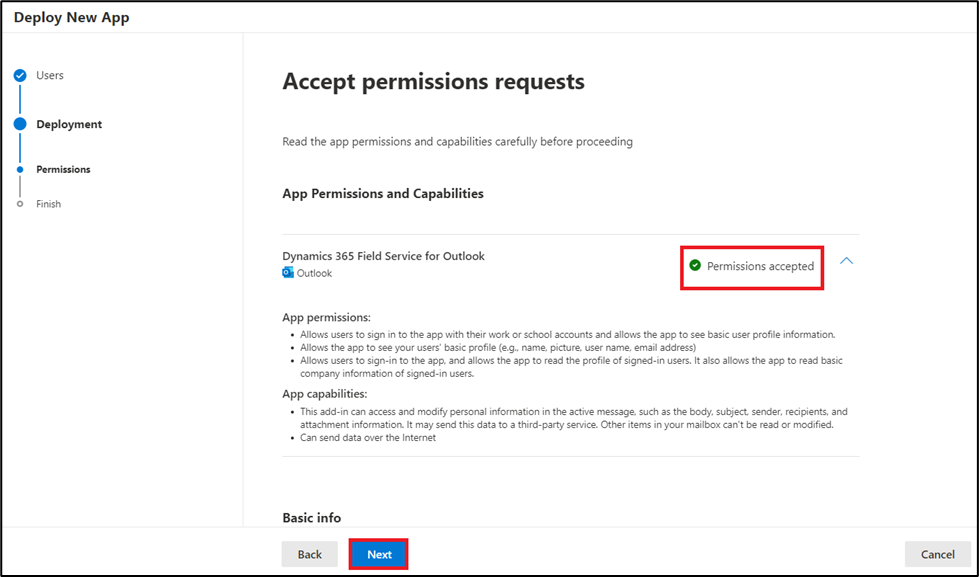 Deploy New App
Users
Deployment
Permissions
Finish
Accept permissions requests
Read the app permissions and capabilities carefully before proceeding
App Permissions and Capabilities
Dynamics 365 Field Service for Outlook
Outlook
Permissions accepted
App permissions:
Allows users to sign in to the app with their work or school accounts and allows the app to see basic user profile information.
Allows the app to see your users' basic profile (e.g., name, picture, user name, email address)
Allows users to sign-in to the app, and allows the app to read the profile of signed-in users. It also allows the app to read basic
company information of signed-in users.
App capabilities:
This add-in can access and modify personal information in the active message, such as the body, subject, sender, recipients, and
attachment information. It may send this data to a third-party service. Other items in your mailbox can't be read or modified.
Can send data over the Internet
Basic info
Back
Next
Cancel